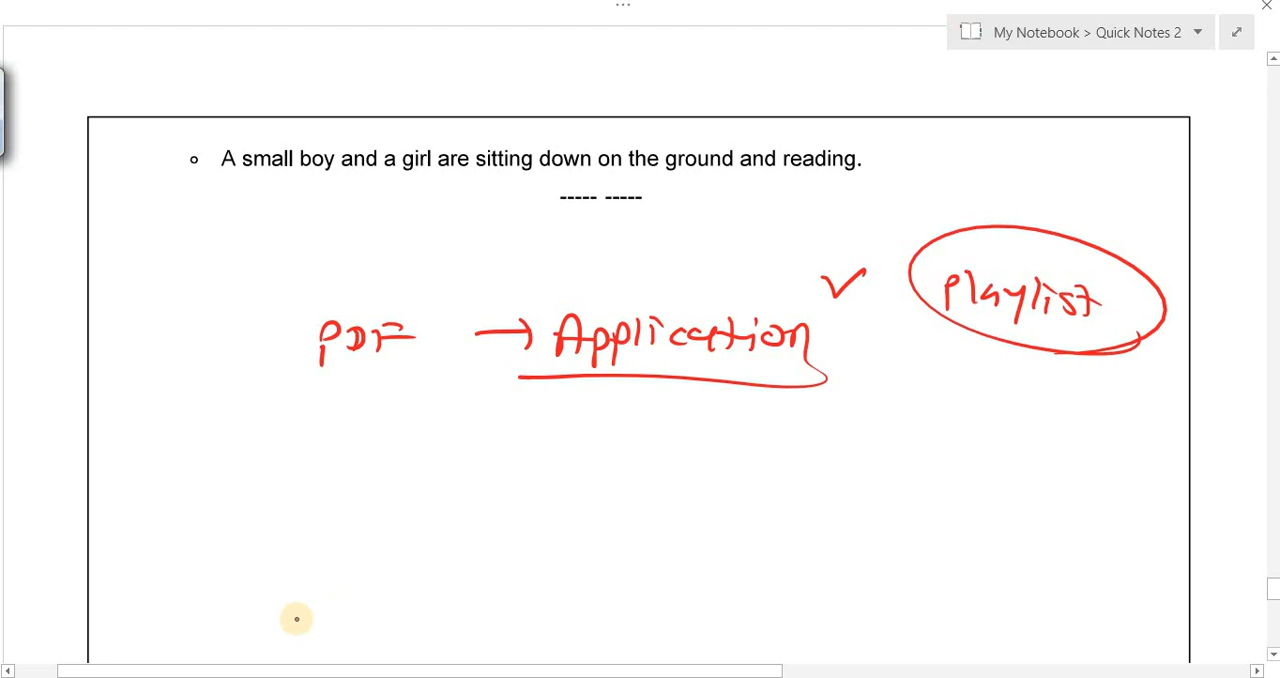 My Notebook > Quick Notes 2
A small boy and a girl are sitting down on the ground and reading.
----- -----
Playlist
PDF → Application ✓